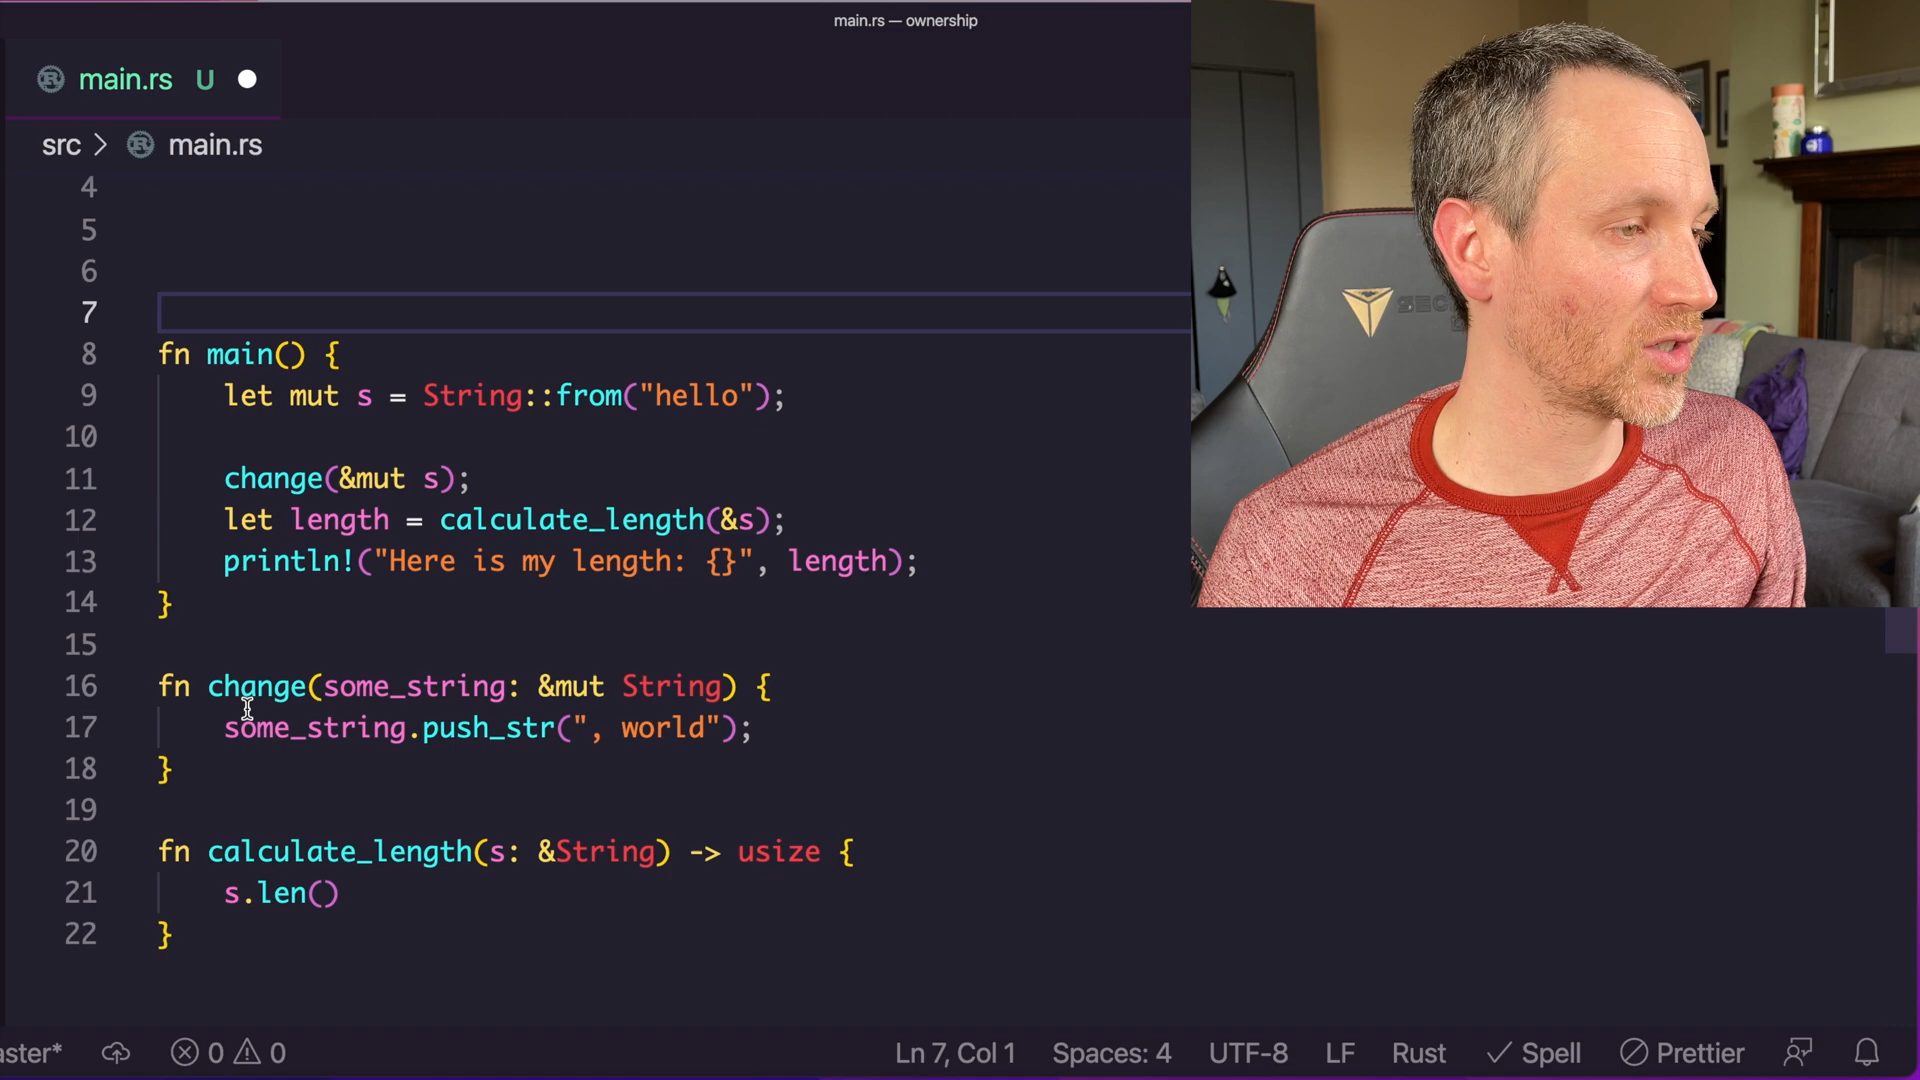 main.rs — ownership
main.rs U
src > main.rs
4
5
6
7
8 fn main() {
9 let mut s = String::from("hello");
10
11 change(&mut s);
12 let length = calculate_length(&s);
13 println!("Here is my length: {}", length);
14 }
15
16 fn change(some_string: &mut String) {
17 some_string.push_str(", world");
18 }
19
20 fn calculate_length(s: &String) -> usize {
21 s.len()
22 }
aster* 0 0 Ln 7, Col 1 Spaces: 4 UTF-8 LF Rust Spell Prettier